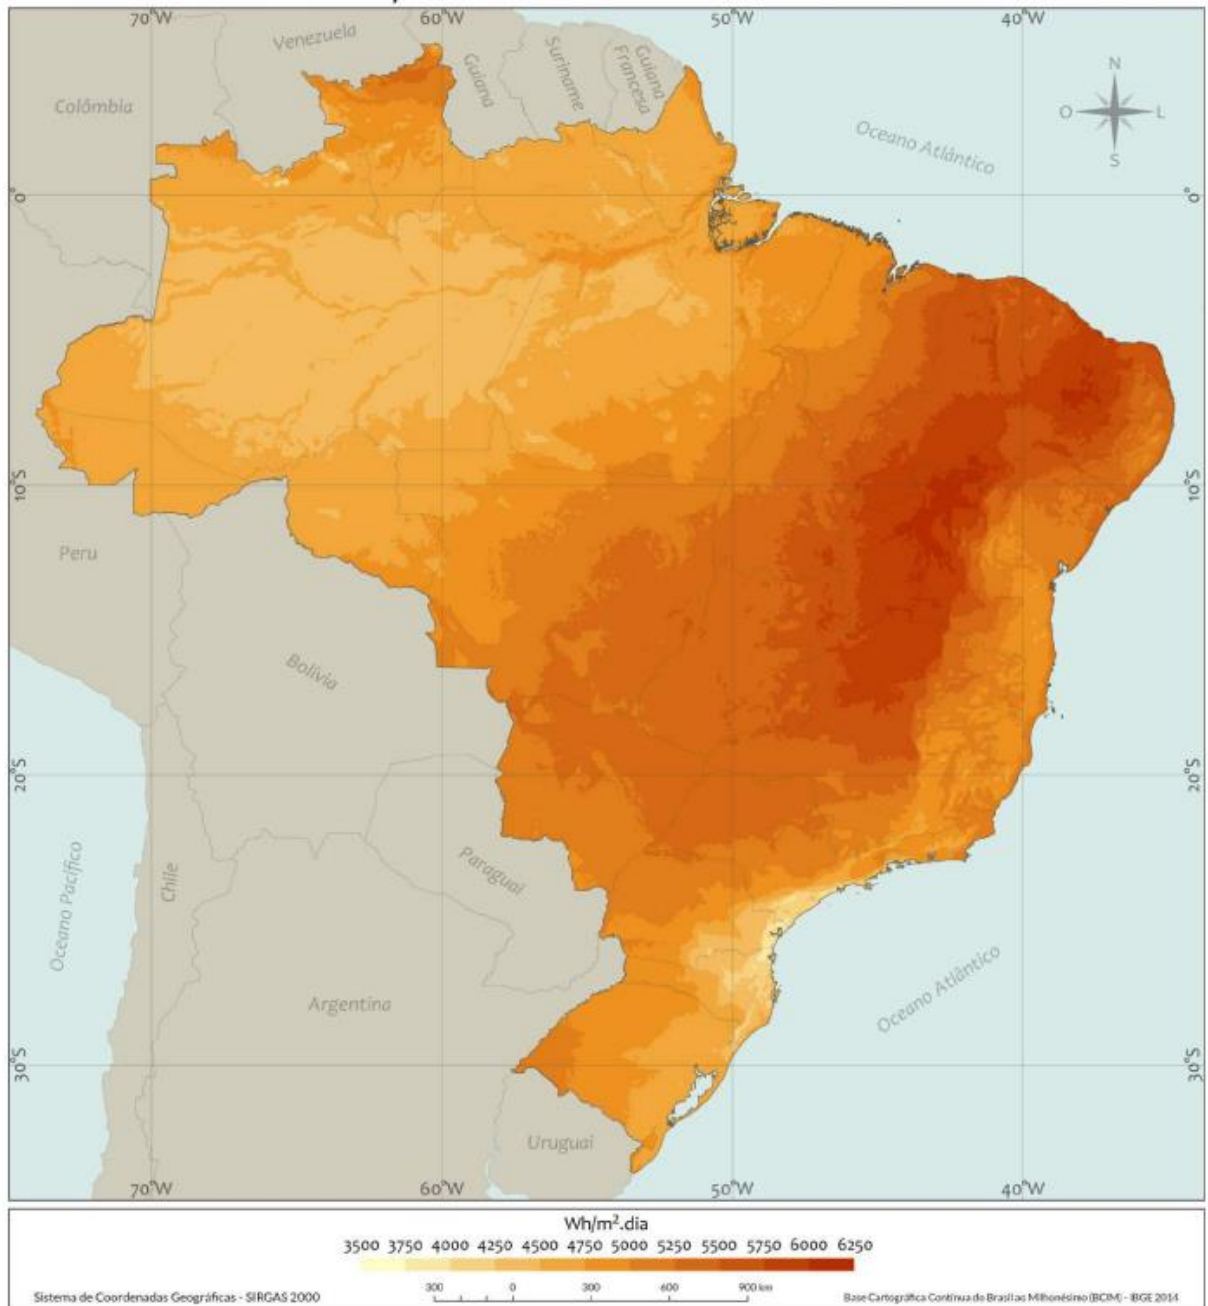 70°W 60°W 50°W 40°W
Venezuela
Guiana
Suriname
Guiana
Francesa
Colômbia
N
O L
S
Oceano Atlântico
0° 0°
10°S 10°S
Peru
Bolívia
20°S 20°S
Oceano Pacífico
Chile
Paraguai
Oceano Atlântico
Argentina
30°S 30°S
Uruguai
70°W 60°W 50°W 40°W
Wh/m².dia
3500 3750 4000 4250 4500 4750 5000 5250 5500 5750 6000 6250
300 0 300 600 900 km
Sistema de Coordenadas Geográficas - SIRGAS 2000
Base Cartográfica Contínua do Brasil as Milhonésimo (BCIM) - IBGE 2014